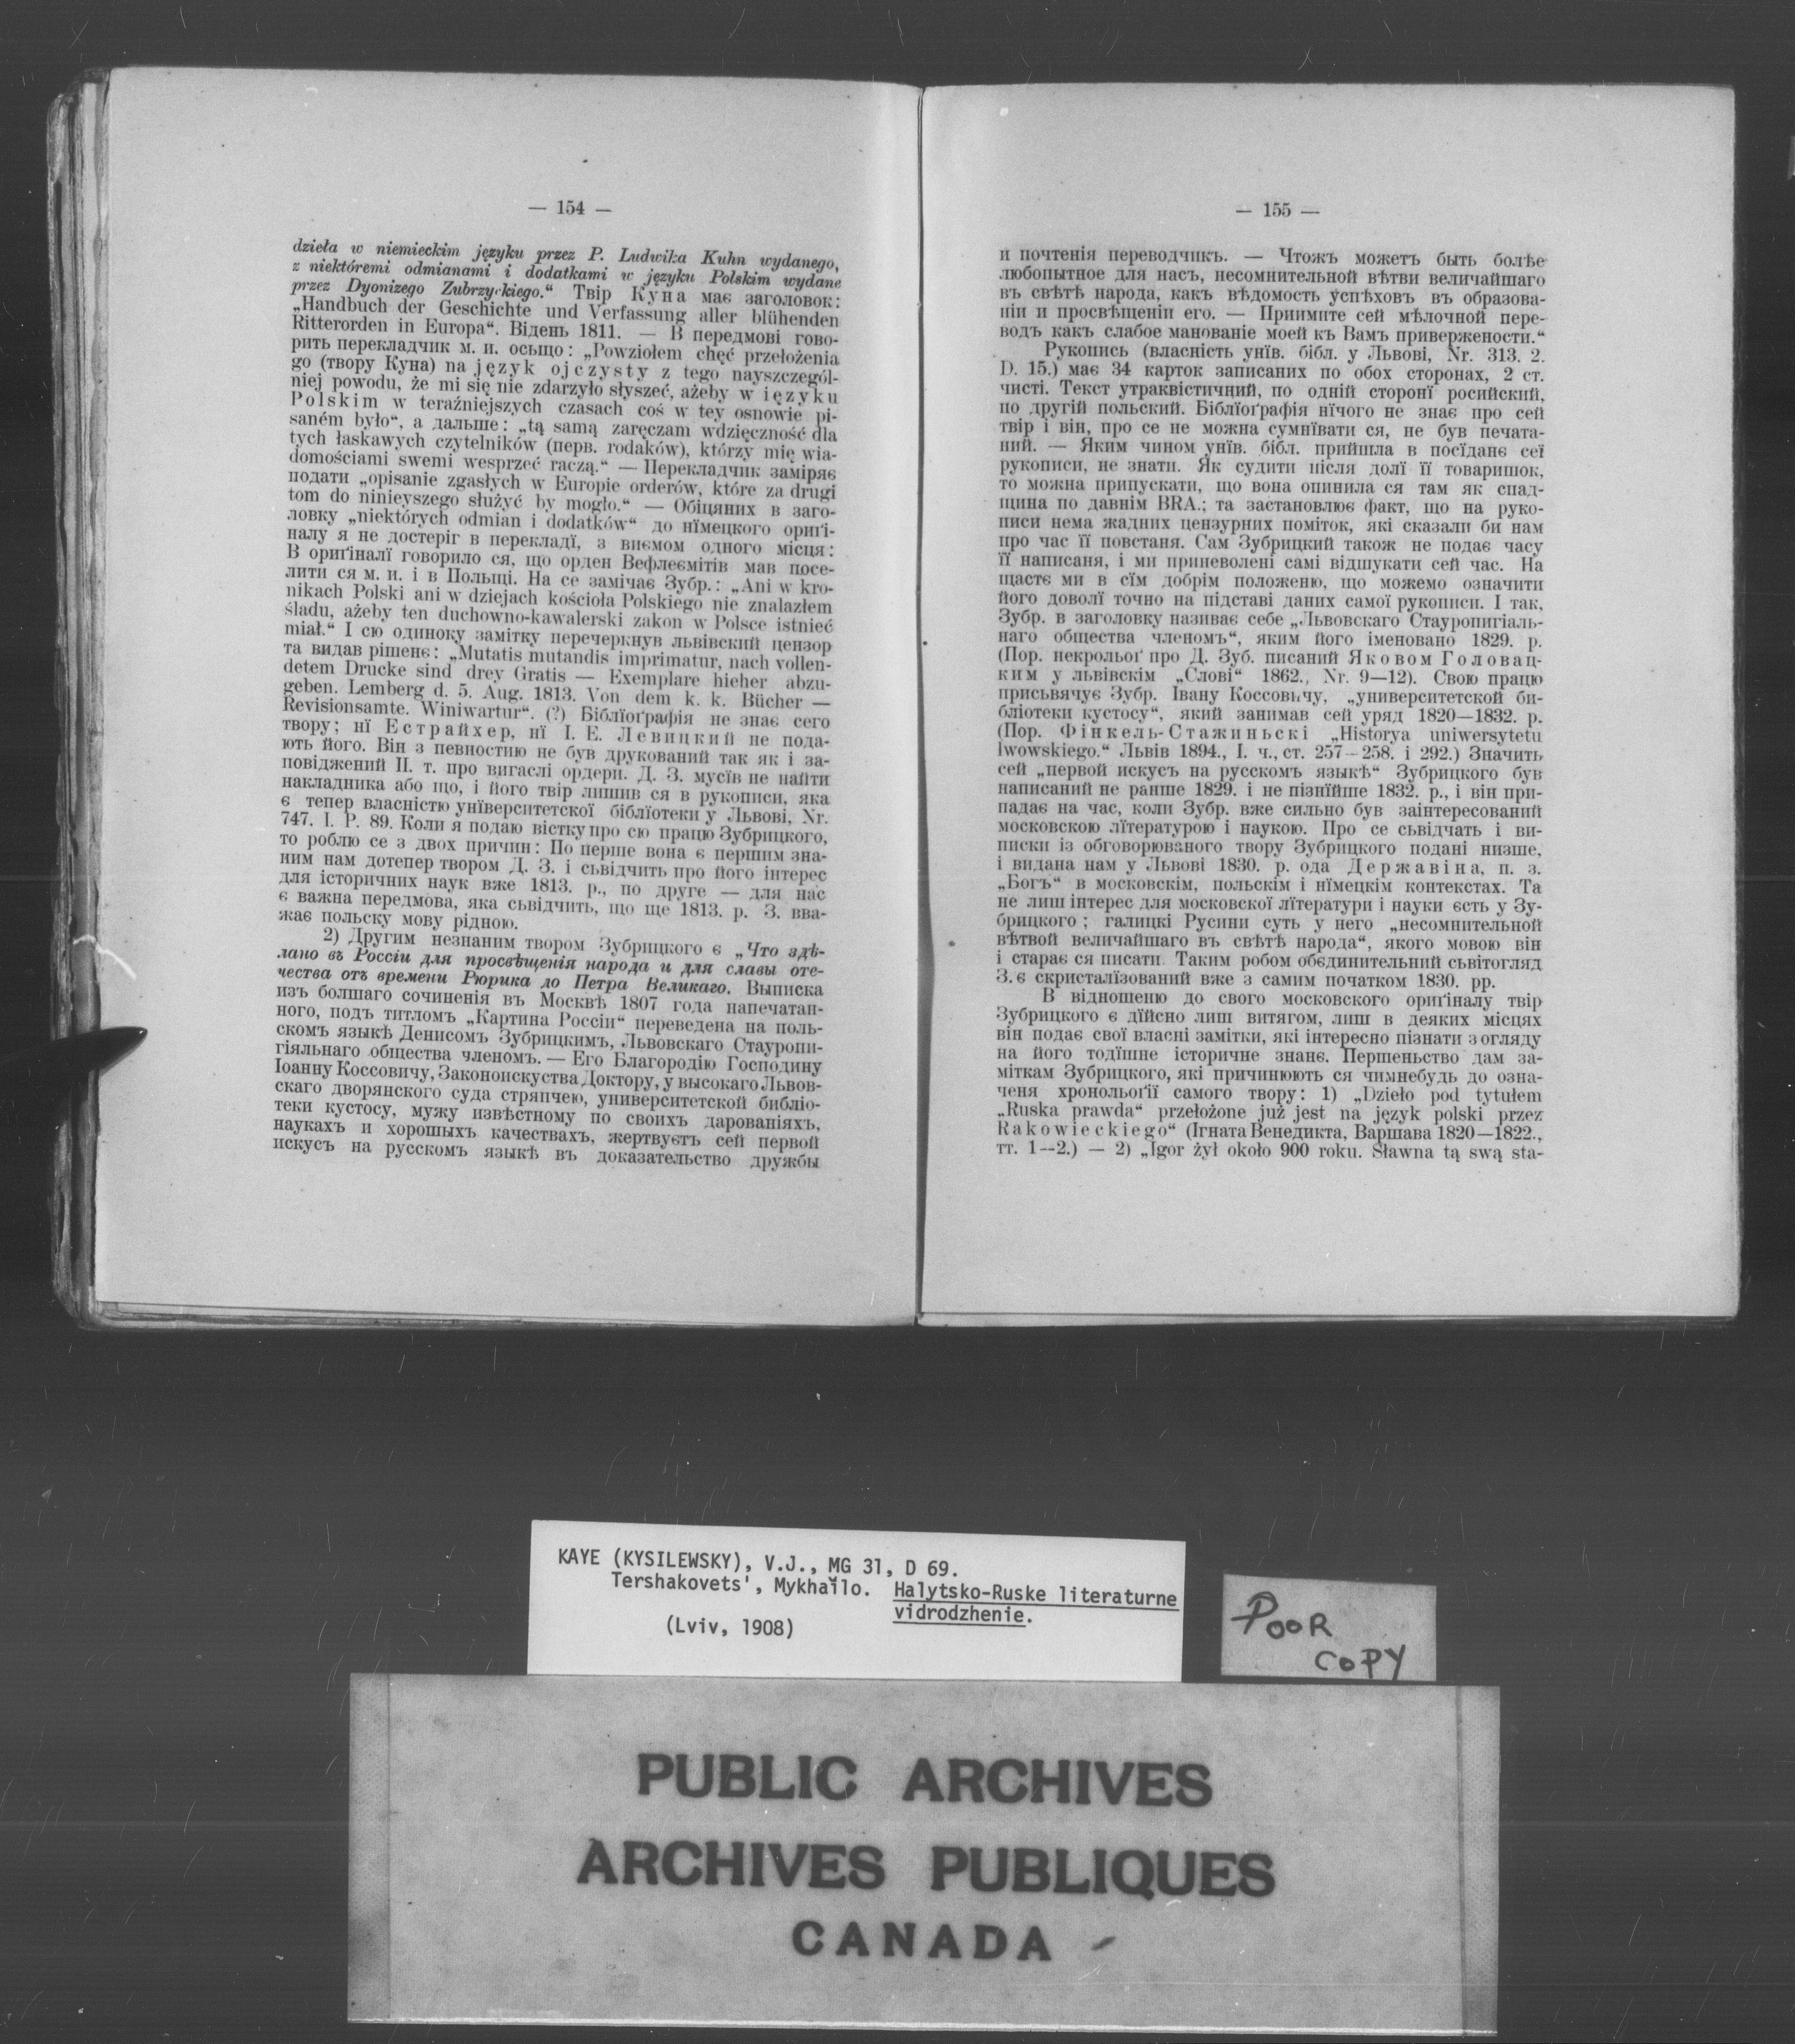 — 154 —
dzieła w niemieckim języku przez P. Ludwika Kuhn wydanego,
z niektóremi odmianami i dodatkami w języku Polskim wydane
przez Dyonizego Zubrzyckiego.“ Твір Куна має заголовок:
„Handbuch der Geschichte und Verfassung aller blühenden
Ritterorden in Europa“. Відень 1811. — В передмові гово-
рить перекладчик м. и. осьщо: „Powziołem chęć przełożenia
go (твору Куна) na język ojczysty z tego nayszczegól-
niej powodu, że mi się nie zdarzyło słyszeć, ażeby w ięzyku
Polskim w teraźniejszych czasach coś w tey osnowie pi-
saném było“, а дальше: „tą samą zaręczam wdzięczność dla
tych łaskawych czytelników (перв. rodaków), którzy mię wia-
domościami swemi wesprzeć raczą.“ — Перекладчик заміряє
подати „opisanie zgasłych w Europie orderów, które za drugi
tom do ninieyszego służyć by mogło.“ — Обіцяних в заго-
ловку „niektórych odmian i dodatków“ до нїмецкого ориґі-
налу я не достеріг в перекладї, з виємом одного місця:
В ориґіналї говорило ся, що орден Вефлеємітів мав посе-
лити ся м. и. і в Польщі. На се замічає Зубр.: „Ani w kro-
nikach Polski ani w dziejach kościoła Polskiego nie znalazłem
śladu, ażeby ten duchowno-kawalerski zakon w Polsce istnieć
miał.“ І сю одиноку замітку перечеркнув львівский цензор
та видав рішенє: „Mutatis mutandis imprimatur, nach vollen-
detem Drucke sind drey Gratis — Exemplare hieher abzu-
geben. Lemberg d. 5. Aug. 1813. Von dem k. k. Bücher —
Revisionsamte. Winiwartur“. (?) Біблїоґрафія не знає сего
твору; нї Естрайхер, нї І. Е. Левицкий не пода-
ють його. Він з певностию не був друкований так як і за-
повіджений II. т. про вигаслі ордери. Д. З. мусїв не найти
накладника або що, і його твір лишив ся в рукописи, яка
є тепер власністю унїверситетскої біблїотеки у Львові, Nr.
747. I. P. 89. Коли я подаю вістку про сю працю Зубрицкого,
то роблю се з двох причин: По перше вона є першим зна-
ним нам дотепер твором Д. З. і сьвідчить про його інтерес
для історичних наук вже 1813. р., по друге — для нас
є важна передмова, яка сьвідчить, що ще 1813. р. З. вва-
жає польску мову рідною.
2) Другим незнаним твором Зубрицкого є „Что здѣ-
лано въ Россіи для просвѣщенія народа и для славы оте-
чества отъ времени Рюрика до Петра Великаго. Выписка
изъ болшаго сочиненія въ Москвѣ 1807 года напечатан-
ного, подъ титломъ „Картина Россіи“ переведена на поль-
скомъ языкѣ Денисомъ Зубрицкимъ, Львовскаго Стауропи-
гіяльнаго общества членомъ. — Его Благородію Господину
Іоанну Коссовичу, Законоискуства Доктору, у высокаго Львов-
скаго дворянского суда стряпчею, университетской библіо-
теки кустосу, мужу извѣстному по своихъ дарованіяхъ,
наукахъ и хорошыхъ качествахъ, жертвуетъ сей первой
искусъ на русскомъ языкѣ въ доказательство дружбы
— 155 —
и почтенія переводчикъ. — Чтожъ можетъ быть болѣе
любопытное для насъ, несомнительной вѣтви величайшаго
въ свѣтѣ народа, какъ вѣдомость успѣховъ въ образова-
ніи и просвѣщеніи его. — Приимите сей мѣлочной пере-
водъ какъ слабое манованіе моей къ Вамъ привержености.“
Рукопись (власність унїв. бібл. у Львові, Nr. 313. 2.
D. 15.) має 34 карток записаних по обох сторонах, 2 ст.
чисті. Текст утраквістичний, по одній сторонї росийский,
по другій польский. Біблїоґрафія нїчого не знає про сей
твір і він, про се не можна сумнївати ся, не був печата-
ний. — Яким чином унїв. бібл. прийшла в посїданє сеї
рукописи, не знати. Як судити після долї її товаришок,
то можна припускати, що вона опинила ся там як спад-
щина по давнїм BRA.; та застановлює факт, що на руко-
писи нема жадних цензурних поміток, які сказали би нам
про час її повстаня. Сам Зубрицкий також не подає часу
її написаня, і ми приневолені самі відшукати сей час. На
щастє ми в сїм добрім положеню, що можемо означити
його доволї точно на підставі даних самої рукописи. І так,
Зубр. в заголовку називає себе „Львовскаго Стауропигіаль-
наго общества членомъ“, яким його іменовано 1829. р.
(Пор. некрольоґ про Д. Зуб. писаний Яковом Головац-
ким у львівскім „Слові“ 1862., Nr. 9—12). Свою працю
присьвячує Зубр. Івану Коссовичу, „университетской би-
бліотеки кустосу“, який занимав сей уряд 1820—1832. р.
(Пор. Фінкель-Стажиньскі „Historya uniwersytetu
lwowskiego.“ Львів 1894., I. ч., ст. 257—258. і 292.) Значить
сей „первой искусъ на русскомъ языкѣ“ Зубрицкого був
написаний не ранше 1829. і не пізнїйше 1832. р., і він при-
падає на час, коли Зубр. вже сильно був заінтересований
московскою лїтературою і наукою. Про се сьвідчать і ви-
писки із обговорюваного твору Зубрицкого подані низше,
і видана нам у Львові 1830. р. ода Державіна, п. з.
„Богъ“ в московскім, польскім і нїмецкім контекстах. Та
не лиш інтерес для московскої лїтератури і науки єсть у Зу-
брицкого; галицкі Русини суть у него „несомнительной
вѣтвой величайшаго въ свѣтѣ народа“, якого мовою він
і старає ся писати. Таким робом обєдинительний сьвітогляд
З. є скристалїзований вже з самим початком 1830. рр.
В відношеню до свого московского ориґіналу твір
Зубрицкого є дїйсно лиш витягом, лиш в деяких місцях
він подає свої власні замітки, які інтересно пізнати з огляду
на його тодїшнє історичне знанє. Першеньство дам за-
міткам Зубрицкого, які причинюють ся чимнебудь до озна-
ченя хронольоґії самого твору: 1) „Dzieło pod tytułem
„Ruska prawda“ przełożone już jest na język polski przez
Rakowieckiego“ (Ігната Венедикта, Варшава 1820—1822.,
тт. 1—2.) — 2) „Igor żył około 900 roku. Sławna tą swą sta-
KAYE (KYSILEWSKY), V.J., MG 31, D 69.
Tershakovets', Mykhaĭlo. Halytsko-Ruske literaturne
vidrodzhenie.
(Lviv, 1908)
POOR
COPY
PUBLIC ARCHIVES
ARCHIVES PUBLIQUES
CANADA